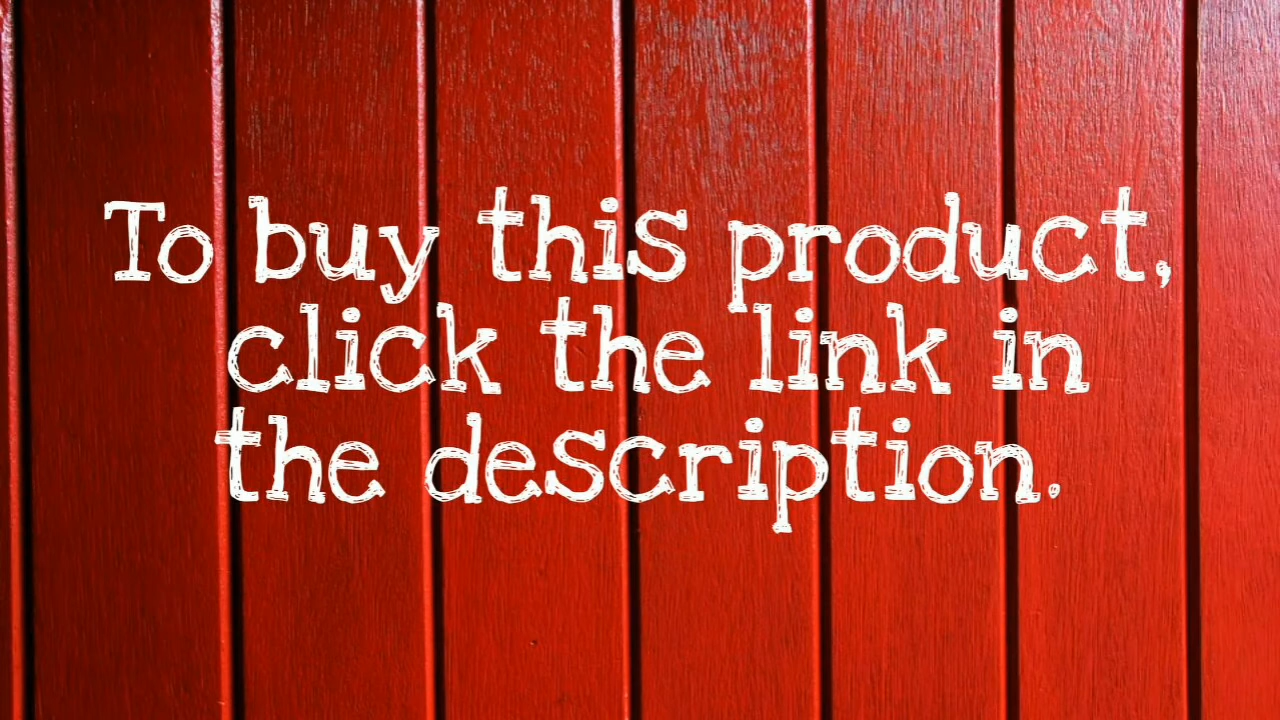 To buy this product,
click the link in
the description.